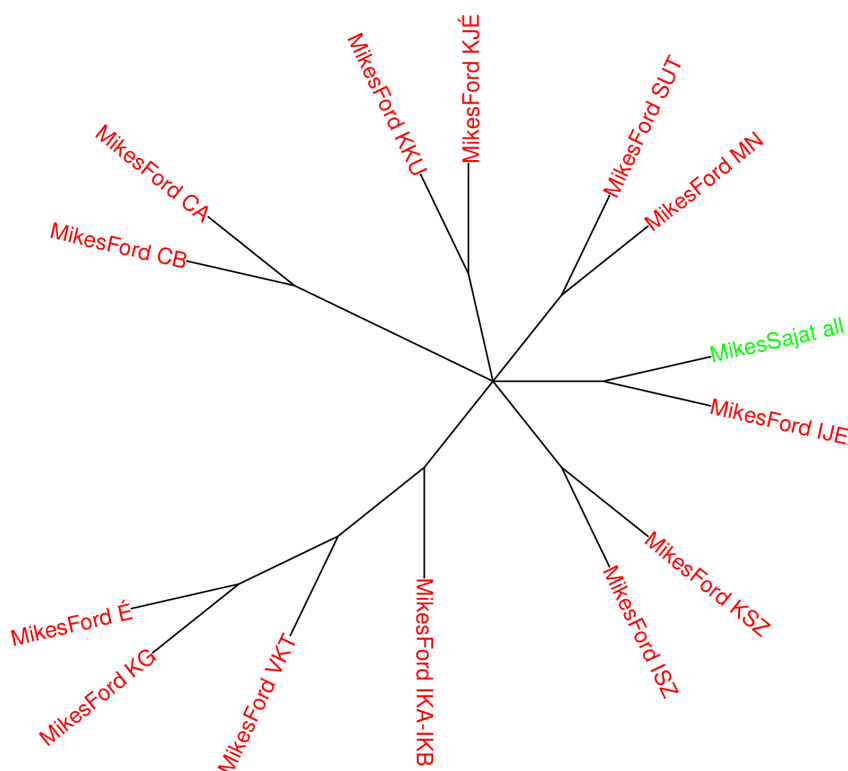 MikesFord KKU
MikesFord KJÉ
MikesFord SUT
MikesFord MN
MikesFord CA
MikesFord CB
MikesSajat all
MikesFord IJE
MikesFord KSZ
MikesFord ISZ
MikesFord É
MikesFord KG
MikesFord VKT
MikesFord IKA-IKB